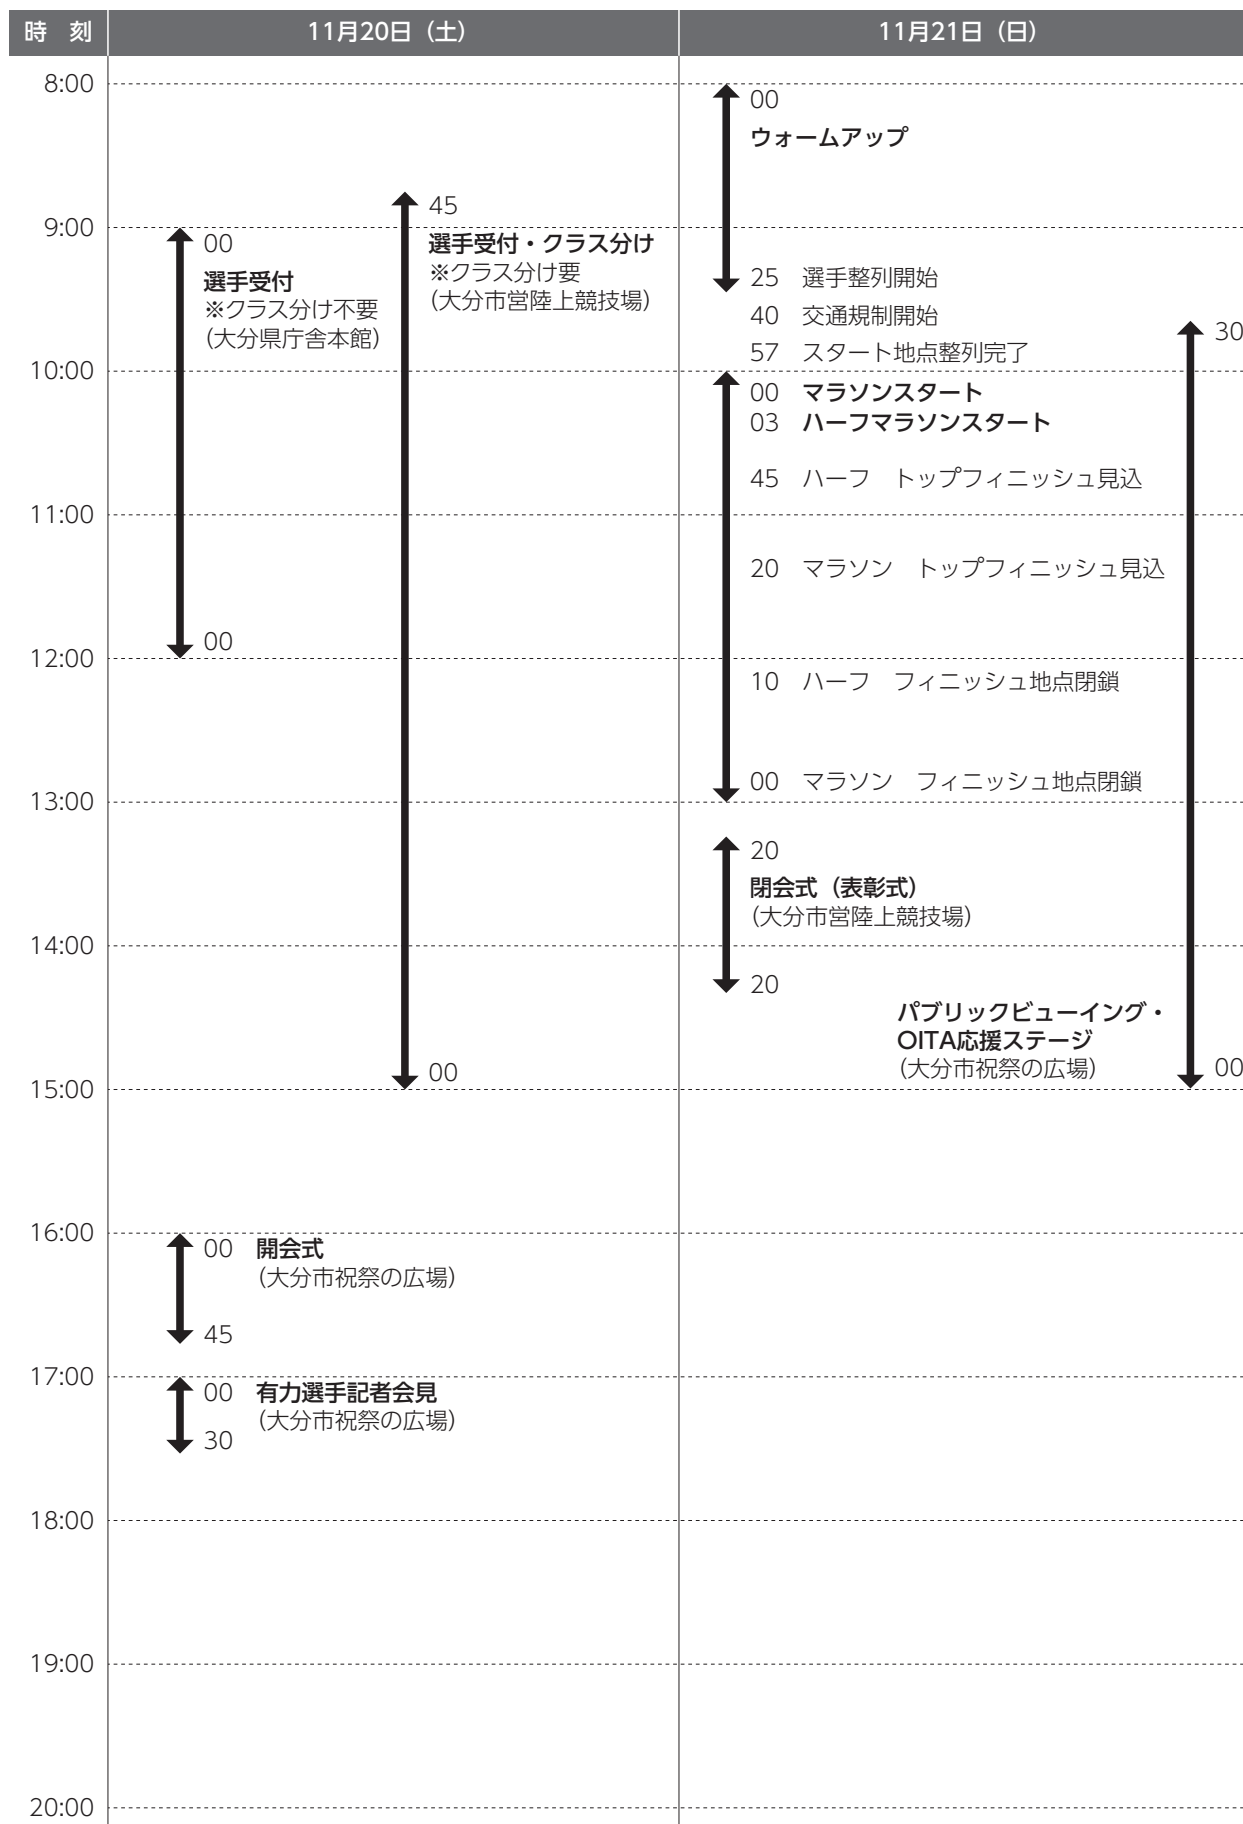 時　刻
11月20日（土）
11月21日（日）
8:00
9:00
10:00
11:00
12:00
13:00
14:00
15:00
16:00
17:00
18:00
19:00
20:00
00
選手受付
※クラス分け不要
（大分県庁舎本館）
00
45
選手受付・クラス分け
※クラス分け要
（大分市営陸上競技場）
00
00　開会式
（大分市祝祭の広場）
45
00　有力選手記者会見
（大分市祝祭の広場）
30
00
ウォームアップ
25　選手整列開始
40　交通規制開始
57　スタート地点整列完了
00　マラソンスタート
03　ハーフマラソンスタート
45　ハーフ　トップフィニッシュ見込
20　マラソン　トップフィニッシュ見込
10　ハーフ　フィニッシュ地点閉鎖
00　マラソン　フィニッシュ地点閉鎖
20
閉会式（表彰式）
（大分市営陸上競技場）
20
30
パブリックビューイング・
OITA応援ステージ
（大分市祝祭の広場）
00